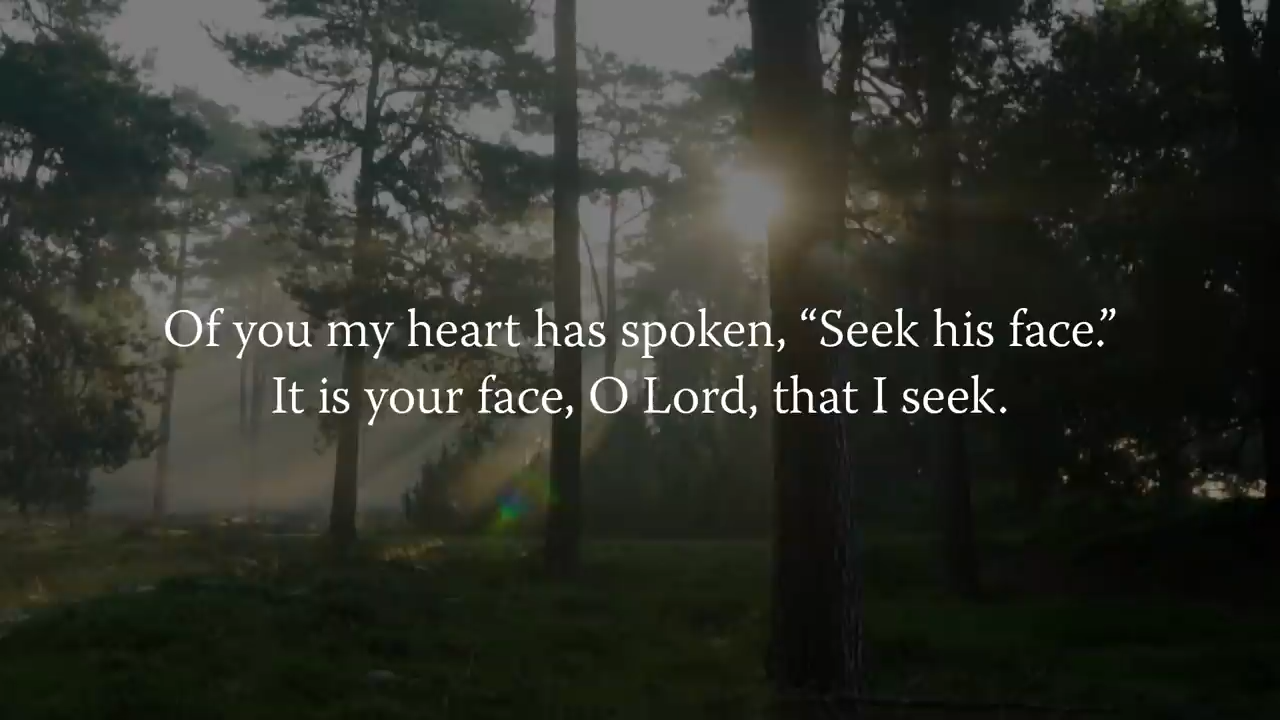 Of you my heart has spoken, “Seek his face.”
It is your face, O Lord, that I seek.